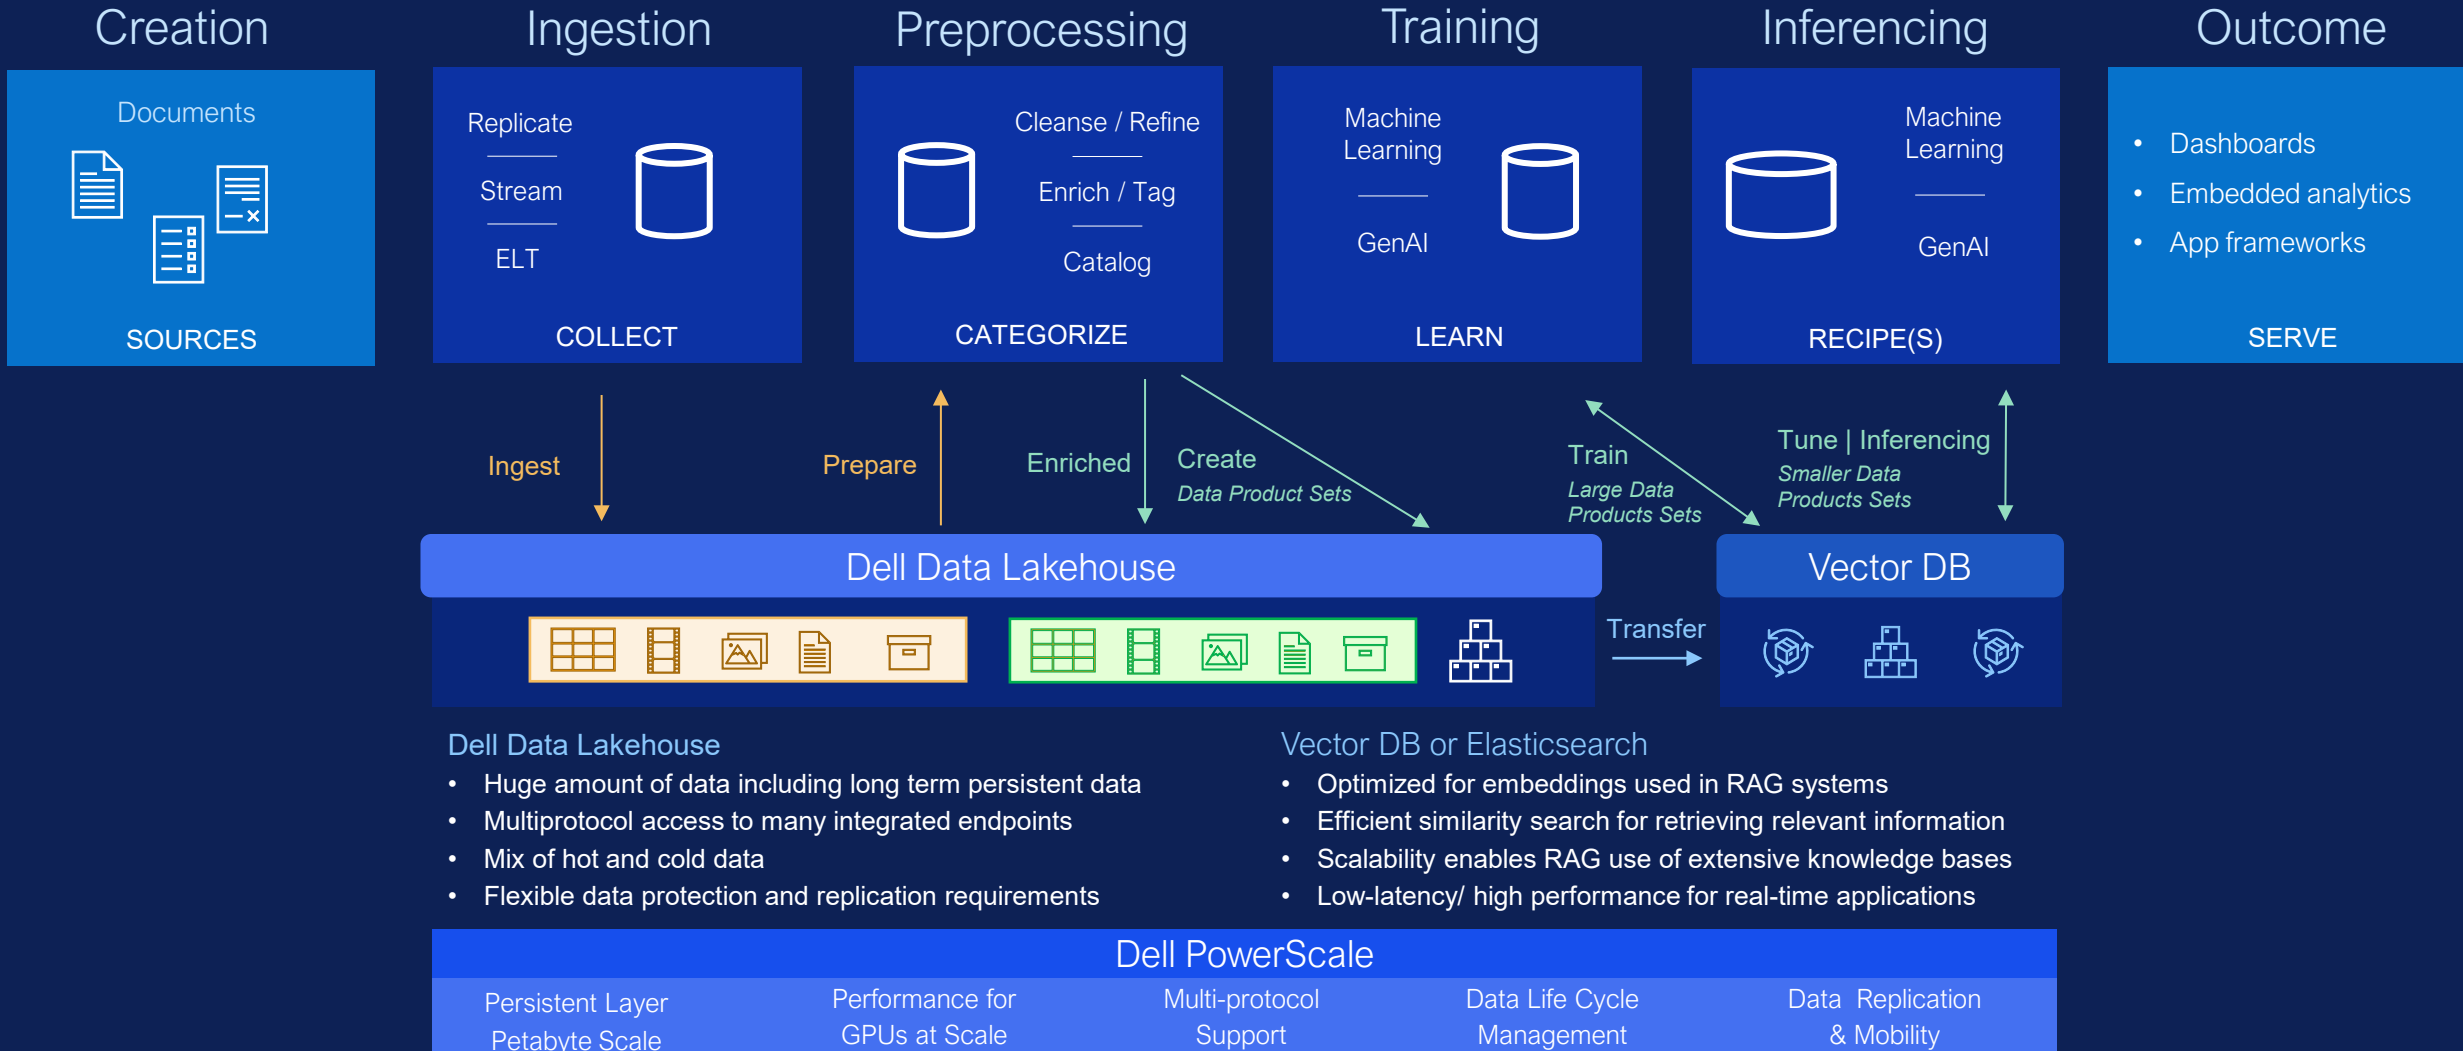 Creation
Ingestion
Preprocessing
Training
Inferencing
Outcome
Documents
SOURCES
Replicate
Stream
ELT
COLLECT
Cleanse / Refine
Enrich / Tag
Catalog
CATEGORIZE
Machine
Learning
GenAI
LEARN
Machine
Learning
GenAI
RECIPE(S)
• Dashboards
• Embedded analytics
• App frameworks
SERVE
Ingest
Prepare
Enriched
Create
Data Product Sets
Train
Large Data
Products Sets
Tune | Inferencing
Smaller Data
Products Sets
Dell Data Lakehouse
Vector DB
Transfer
Dell Data Lakehouse
• Huge amount of data including long term persistent data
• Multiprotocol access to many integrated endpoints
• Mix of hot and cold data
• Flexible data protection and replication requirements
Vector DB or Elasticsearch
• Optimized for embeddings used in RAG systems
• Efficient similarity search for retrieving relevant information
• Scalability enables RAG use of extensive knowledge bases
• Low-latency/ high performance for real-time applications
Dell PowerScale
Persistent Layer
Petabyte Scale
Performance for
GPUs at Scale
Multi-protocol
Support
Data Life Cycle
Management
Data Replication
& Mobility